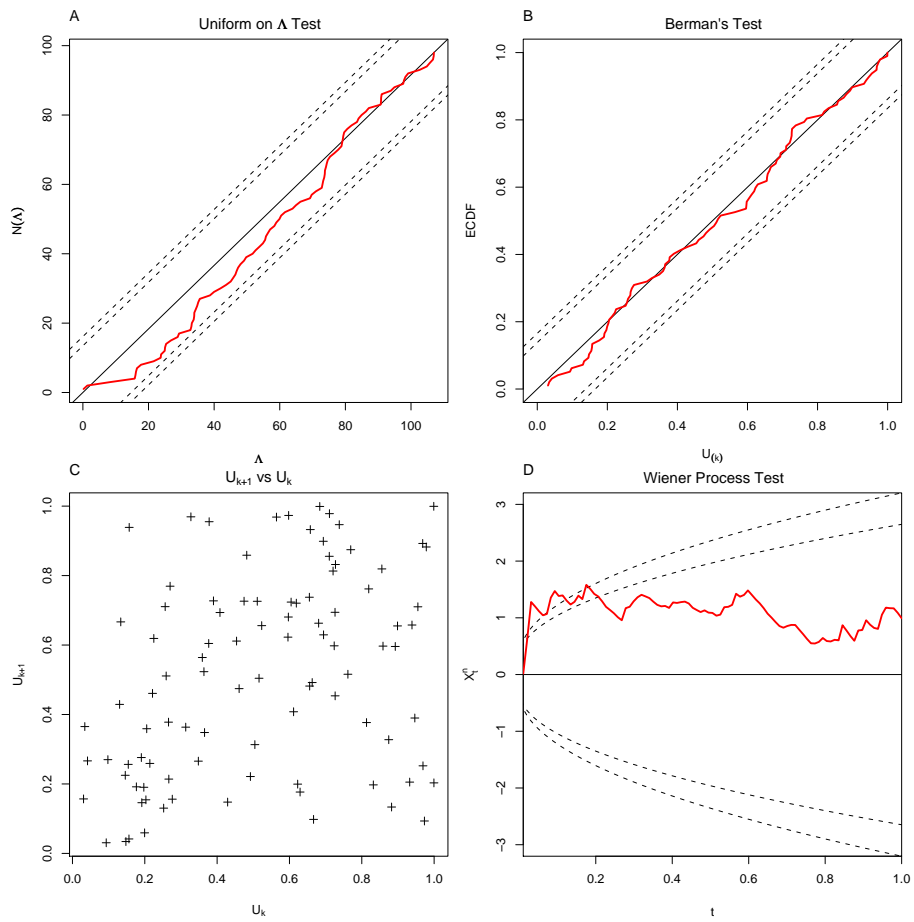 A
Uniform on Λ Test
N(Λ)
100
80
60
40
20
0
0 20 40 60 80 100
Λ
B
Berman's Test
ECDF
1.0
0.8
0.6
0.4
0.2
0.0
0.0 0.2 0.4 0.6 0.8 1.0
U(k)
C
Uk+1 vs Uk
Uk+1
1.0
0.8
0.6
0.4
0.2
0.0
0.0 0.2 0.4 0.6 0.8 1.0
Uk
D
Wiener Process Test
Xtn
3
2
1
0
−1
−2
−3
0.2 0.4 0.6 0.8 1.0
t